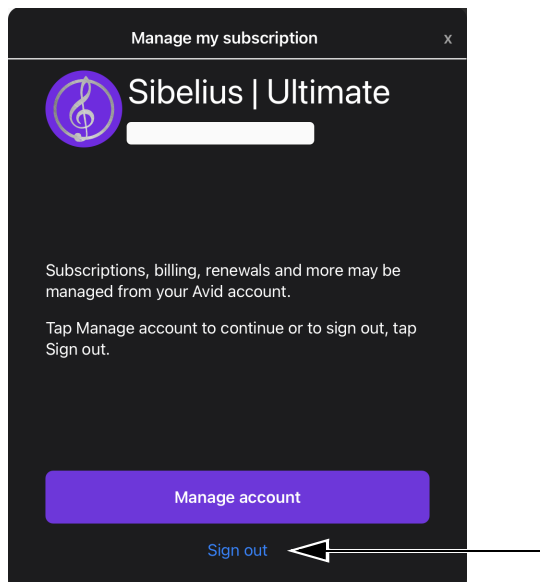 Manage my subscription
x
Sibelius | Ultimate
Subscriptions, billing, renewals and more may be
managed from your Avid account.
Tap Manage account to continue or to sign out, tap
Sign out.
Manage account
Sign out